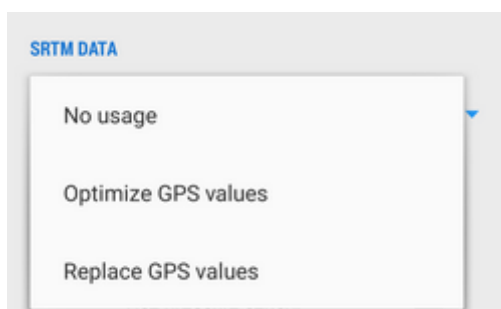 SRTM DATA
No usage
Optimize GPS values
Replace GPS values